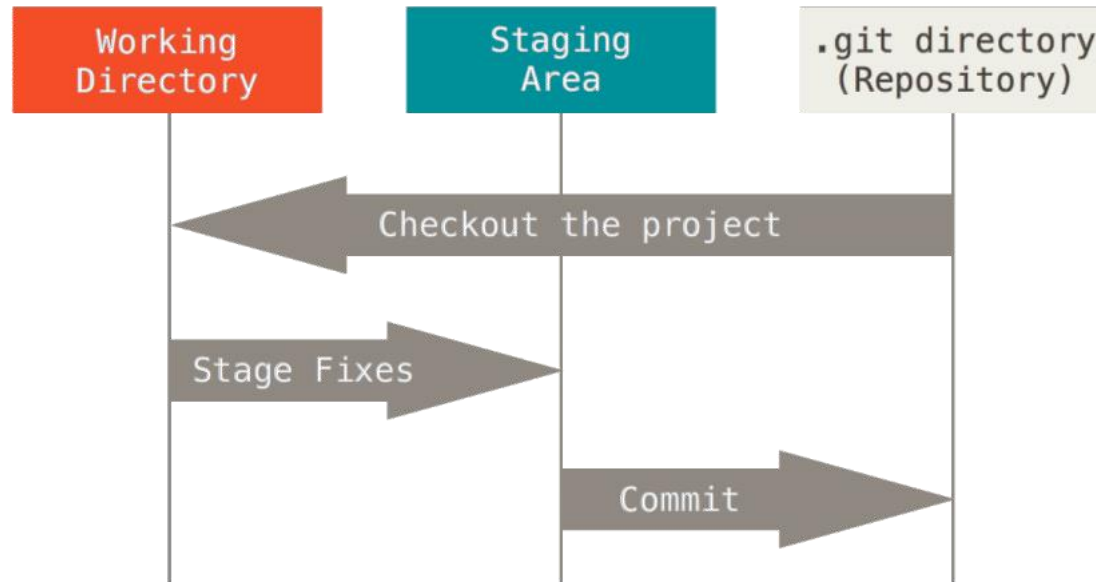 Working
Directory
Staging
Area
.git directory
(Repository)
Checkout the project
Stage Fixes
Commit